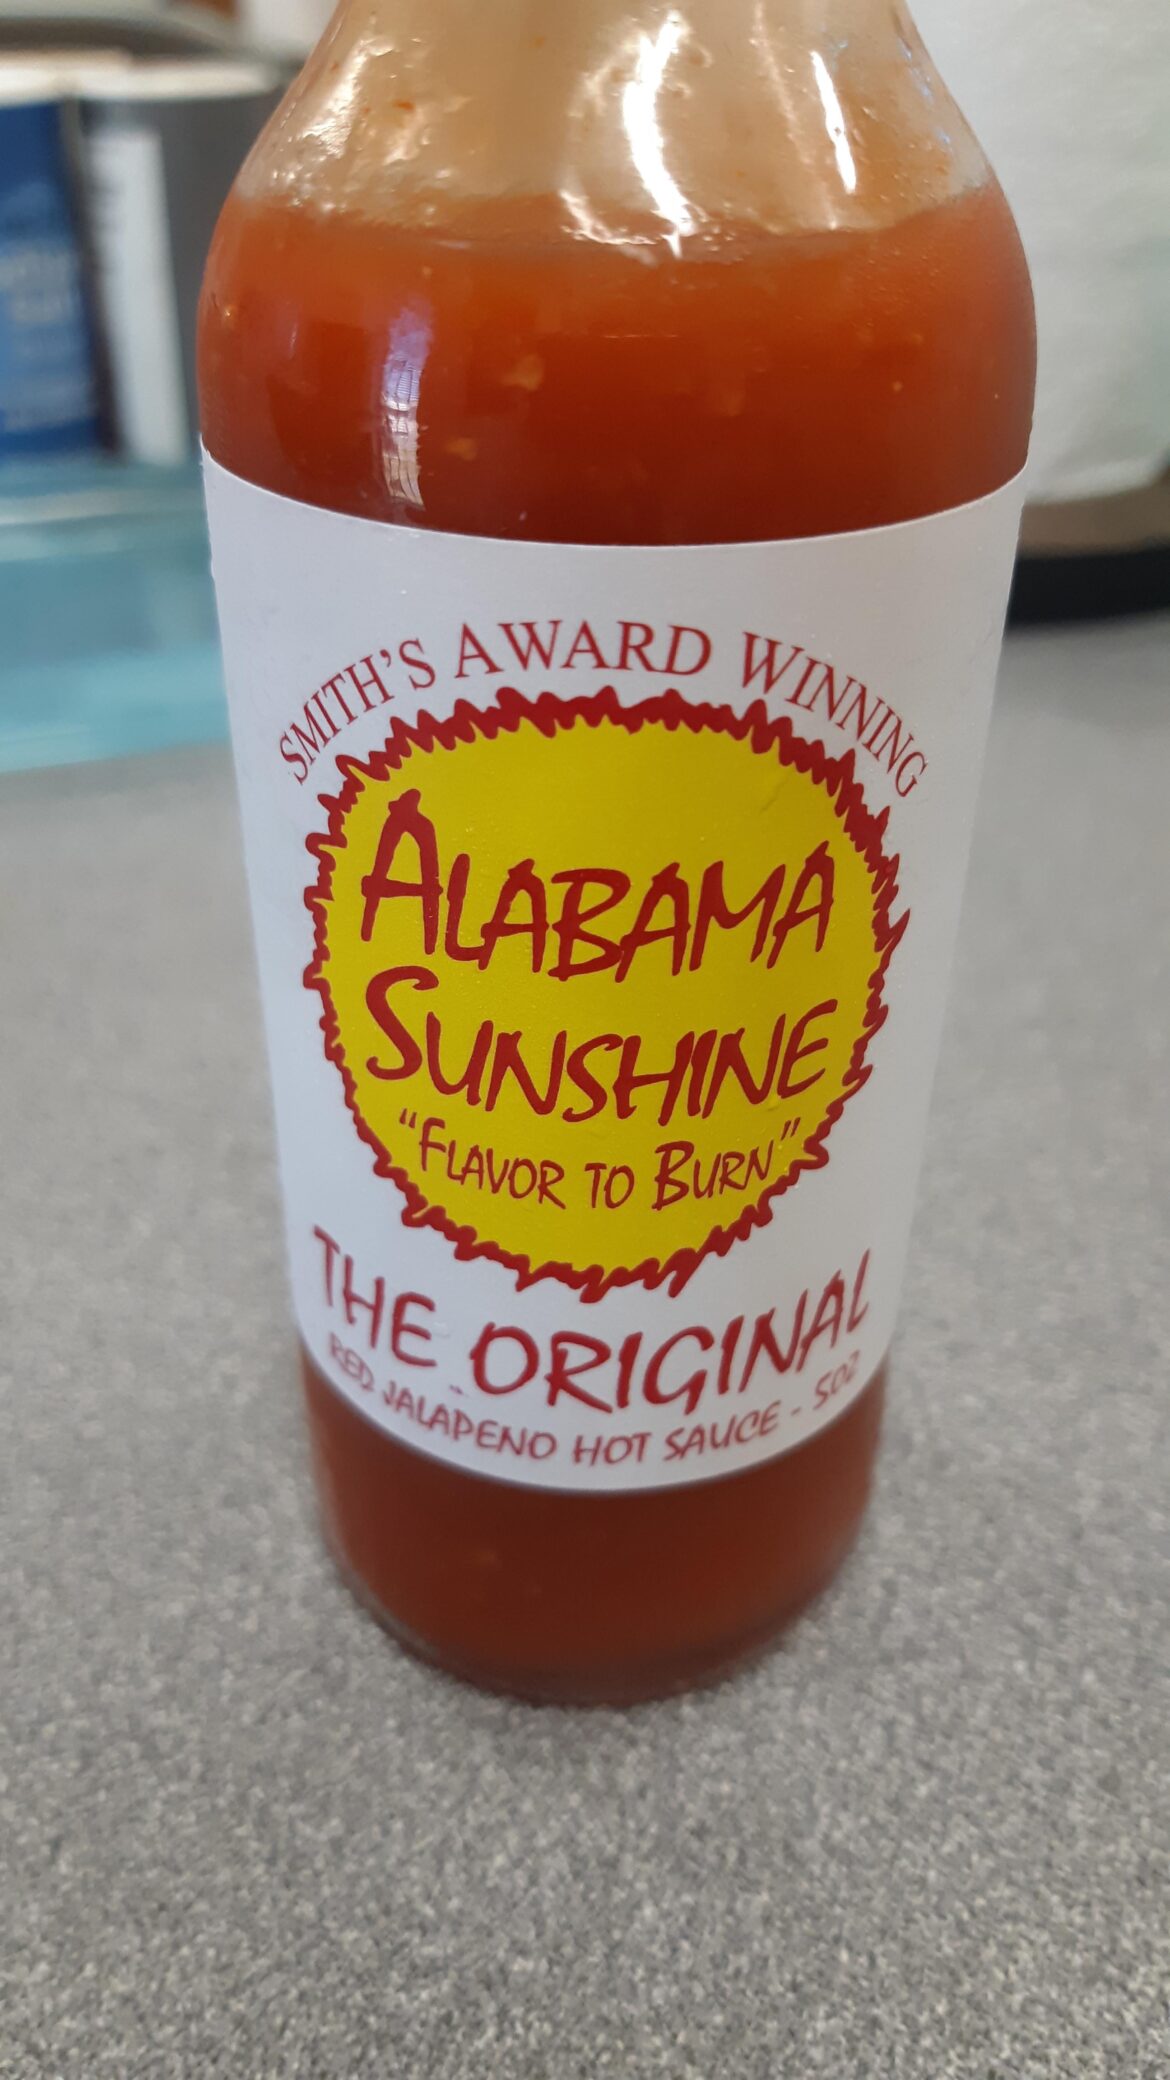 SMITH'S AWARD WINNING
ALABAMA
SUNSHINE
"FLAVOR TO BURN"
THE ORIGINAL
RED JALAPENO HOT SAUCE - 5OZ